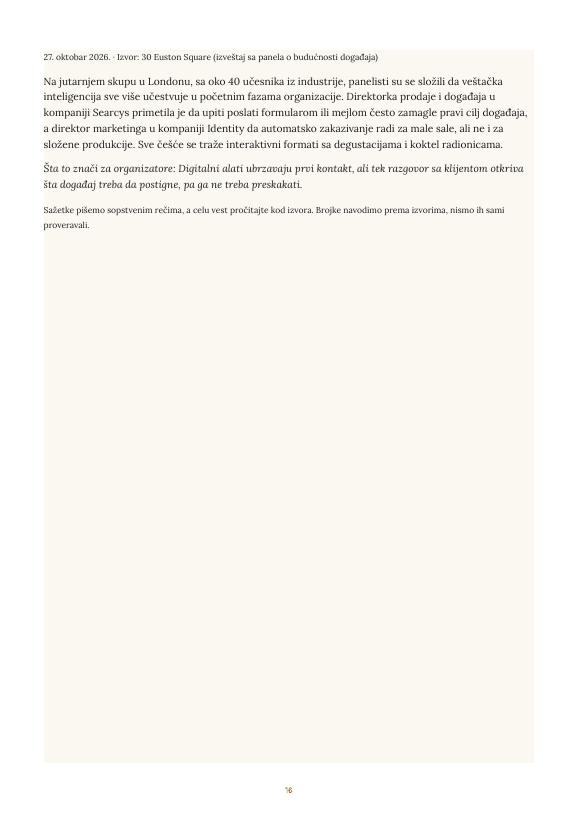 27. oktobar 2026. · Izvor: 30 Euston Square (izveštaj sa panela o budućnosti događaja)
Na jutarnjem skupu u Londonu, sa oko 40 učesnika iz industrije, panelisti su se složili da veštačka
inteligencija sve više učestvuje u početnim fazama organizacije. Direktorka prodaje i događaja u
kompaniji Searcys primetila je da upiti poslati formularom ili mejlom često zamagle pravi cilj događaja,
a direktor marketinga u kompaniji Identity da automatsko zakazivanje radi za male sale, ali ne i za
složene produkcije. Sve češće se traže interaktivni formati sa degustacijama i koktel radionicama.
Šta to znači za organizatore: Digitalni alati ubrzavaju prvi kontakt, ali tek razgovor sa klijentom otkriva
šta događaj treba da postigne, pa ga ne treba preskakati.
Sažetke pišemo sopstvenim rečima, a celu vest pročitajte kod izvora. Brojke navodimo prema izvorima, nismo ih sami
proveravali.
16